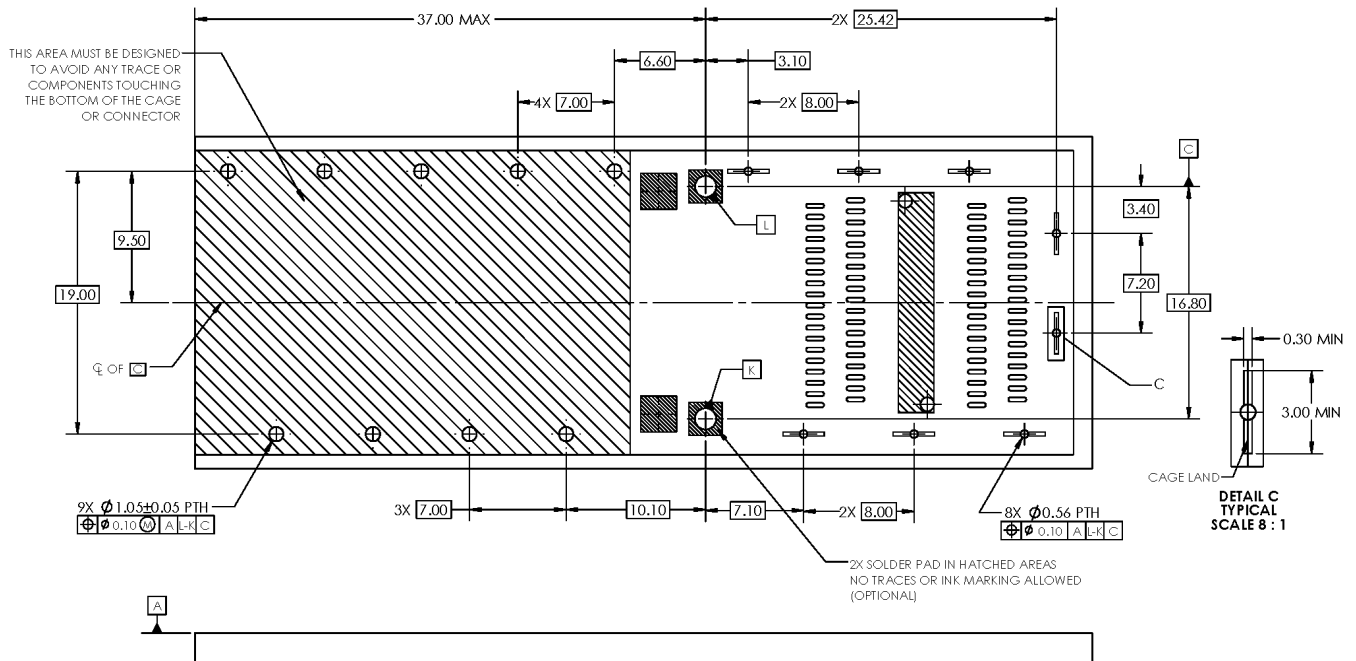 37.00 MAX
2X 25.42
THIS AREA MUST BE DESIGNED
TO AVOID ANY TRACE OR
COMPONENTS TOUCHING
THE BOTTOM OF THE CAGE
OR CONNECTOR
6.60
3.10
4X 7.00
2X 8.00
C
3.40
9.50
L
7.20
19.00
16.80
0.30 MIN
K
℄ OF C
C
3.00 MIN
CAGE LAND
DETAIL C
TYPICAL
SCALE 8 : 1
9X Ø1.05±0.05 PTH
⌖ Ø 0.10 Ⓜ A L-K C
3X 7.00
10.10
7.10
2X 8.00
8X Ø0.56 PTH
⌖ Ø 0.10 A L-K C
2X SOLDER PAD IN HATCHED AREAS
NO TRACES OR INK MARKING ALLOWED
(OPTIONAL)
A